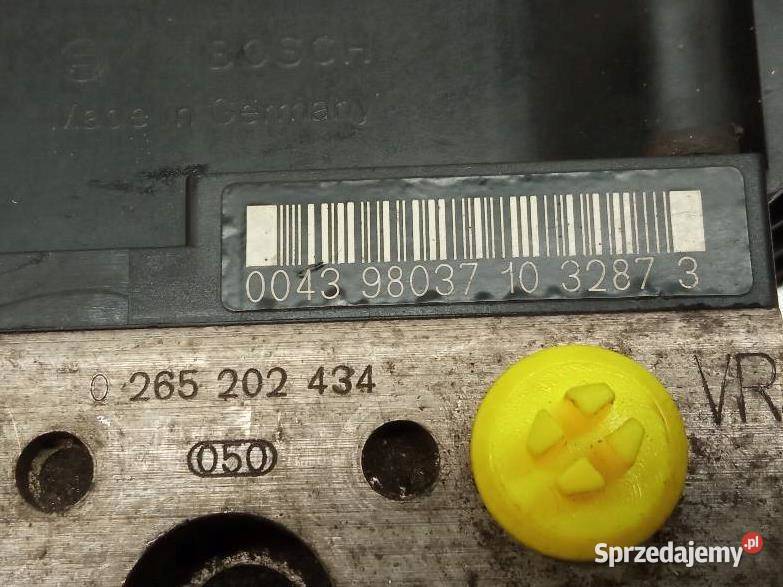 BOSCH
Made in Germany
0043 98037 10 3287 3
0 265 202 434
050
VR
Sprzedajemy.pl